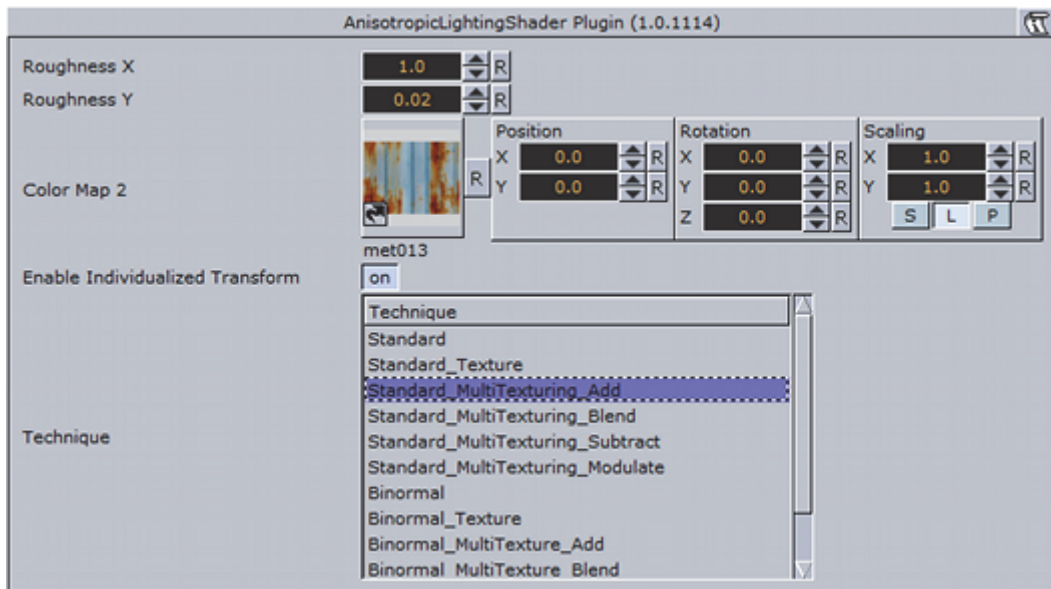 AnisotropicLightingShader Plugin (1.0.1114)
Roughness X 1.0 R
Roughness Y 0.02 R
Color Map 2
R
met013
Position
X 0.0 R
Y 0.0 R
Rotation
X 0.0 R
Y 0.0 R
Z 0.0 R
Scaling
X 1.0 R
Y 1.0 R
S L P
Enable Individualized Transform on
Technique
Technique
Standard
Standard_Texture
Standard_MultiTexturing_Add
Standard_MultiTexturing_Blend
Standard_MultiTexturing_Subtract
Standard_MultiTexturing_Modulate
Binormal
Binormal_Texture
Binormal_MultiTexture_Add
Binormal_MultiTexture_Blend